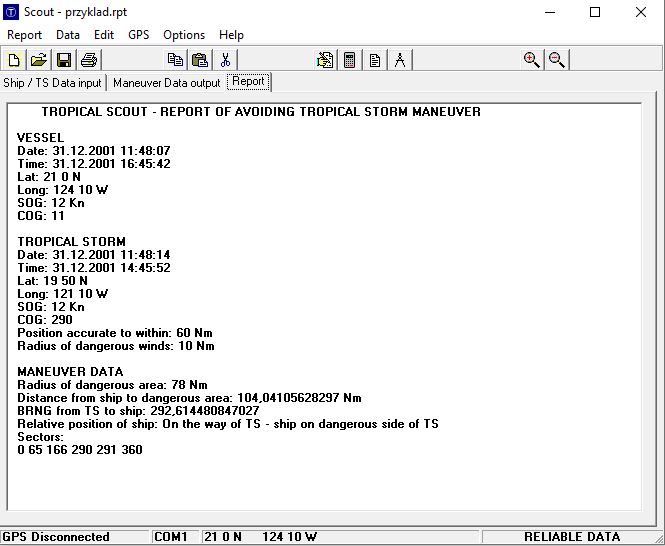 Scout - przyklad.rpt
Report Data Edit GPS Options Help
Ship / TS Data input Maneuver Data output Report
TROPICAL SCOUT - REPORT OF AVOIDING TROPICAL STORM MANEUVER
VESSEL
Date: 31.12.2001 11:48:07
Time: 31.12.2001 16:45:42
Lat: 21 0 N
Long: 124 10 W
SOG: 12 Kn
COG: 11
TROPICAL STORM
Date: 31.12.2001 11:48:14
Time: 31.12.2001 14:45:52
Lat: 19 50 N
Long: 121 10 W
SOG: 12 Kn
COG: 290
Position accurate to within: 60 Nm
Radius of dangerous winds: 10 Nm
MANEUVER DATA
Radius of dangerous area: 78 Nm
Distance from ship to dangerous area: 104,04105628297 Nm
BRNG from TS to ship: 292,614480847027
Relative position of ship: On the way of TS - ship on dangerous side of TS
Sectors:
0 65 166 290 291 360
GPS Disconnected COM1 21 0 N 124 10 W RELIABLE DATA